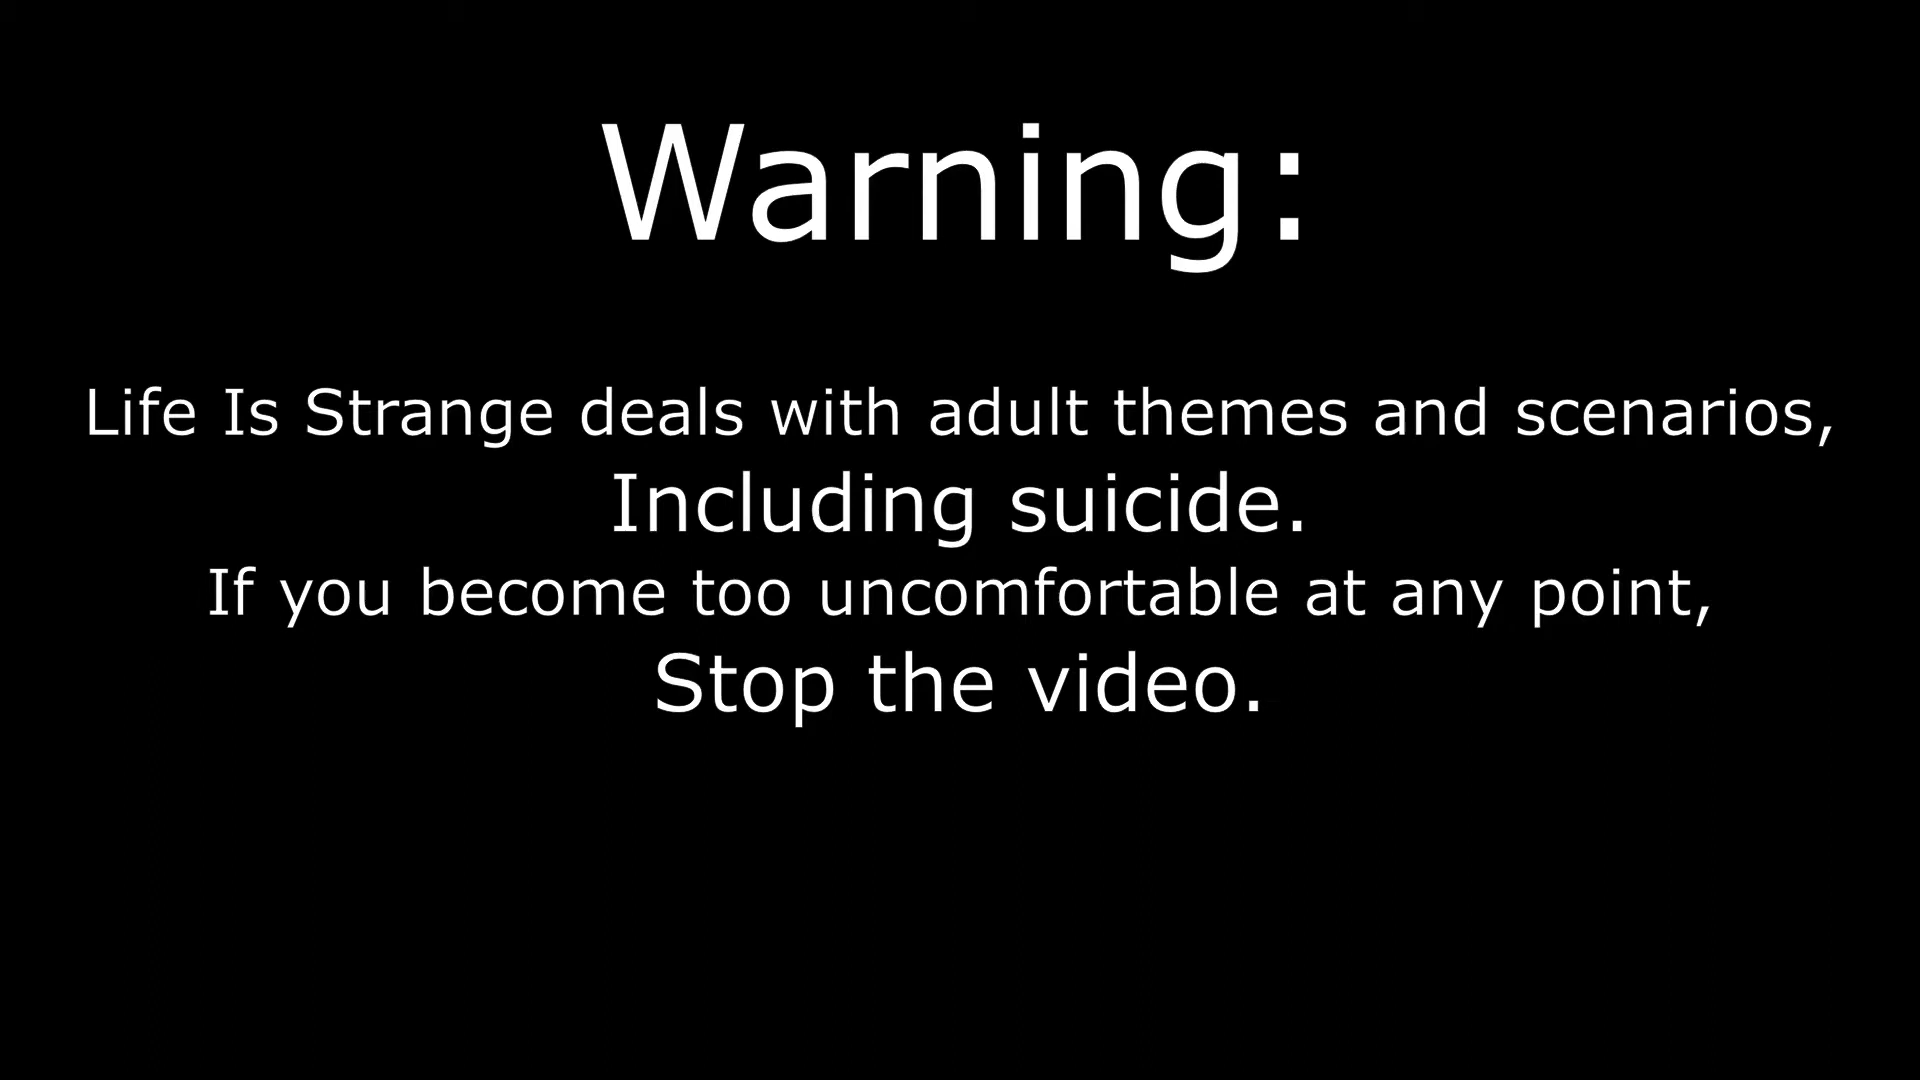 Warning:
Life Is Strange deals with adult themes and scenarios,
Including suicide.
If you become too uncomfortable at any point,
Stop the video.